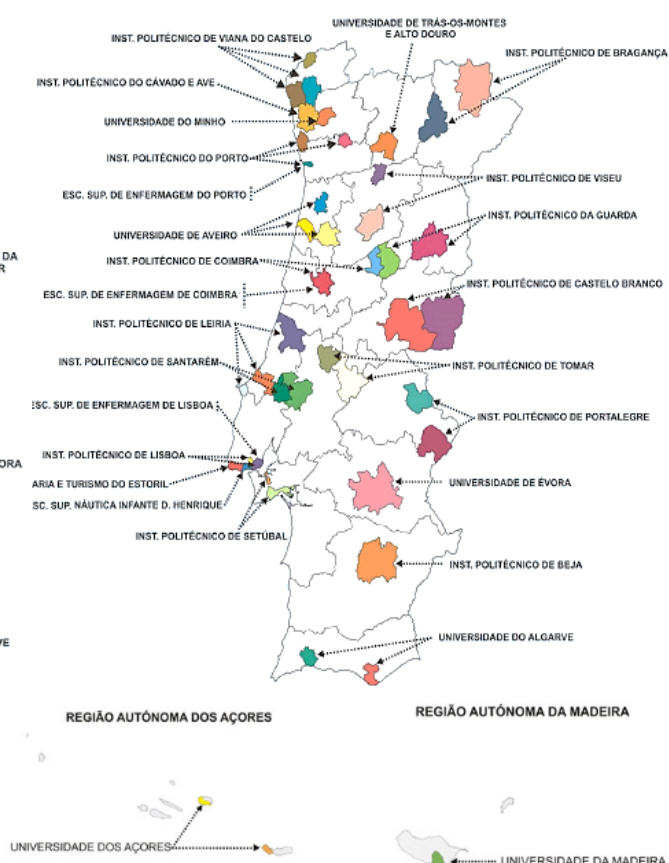 UNIVERSIDADE DE TRÁS-OS-MONTES
E ALTO DOURO
INST. POLITÉCNICO DE VIANA DO CASTELO
INST. POLITÉCNICO DE BRAGANÇA
INST. POLITÉCNICO DO CÁVADO E AVE
UNIVERSIDADE DO MINHO
INST. POLITÉCNICO DO PORTO
INST. POLITÉCNICO DE VISEU
ESC. SUP. DE ENFERMAGEM DO PORTO
INST. POLITÉCNICO DA GUARDA
UNIVERSIDADE DE AVEIRO
DA
R
INST. POLITÉCNICO DE COIMBRA
INST. POLITÉCNICO DE CASTELO BRANCO
ESC. SUP. DE ENFERMAGEM DE COIMBRA
INST. POLITÉCNICO DE LEIRIA
INST. POLITÉCNICO DE SANTARÉM
INST. POLITÉCNICO DE TOMAR
ESC. SUP. DE ENFERMAGEM DE LISBOA
INST. POLITÉCNICO DE PORTALEGRE
INST. POLITÉCNICO DE LISBOA
ORA
ARIA E TURISMO DO ESTORIL
UNIVERSIDADE DE ÉVORA
SC. SUP. NÁUTICA INFANTE D. HENRIQUE
INST. POLITÉCNICO DE SETÚBAL
INST. POLITÉCNICO DE BEJA
VE
UNIVERSIDADE DO ALGARVE
REGIÃO AUTÓNOMA DOS AÇORES
REGIÃO AUTÓNOMA DA MADEIRA
UNIVERSIDADE DOS AÇORES
UNIVERSIDADE DA MADEIRA